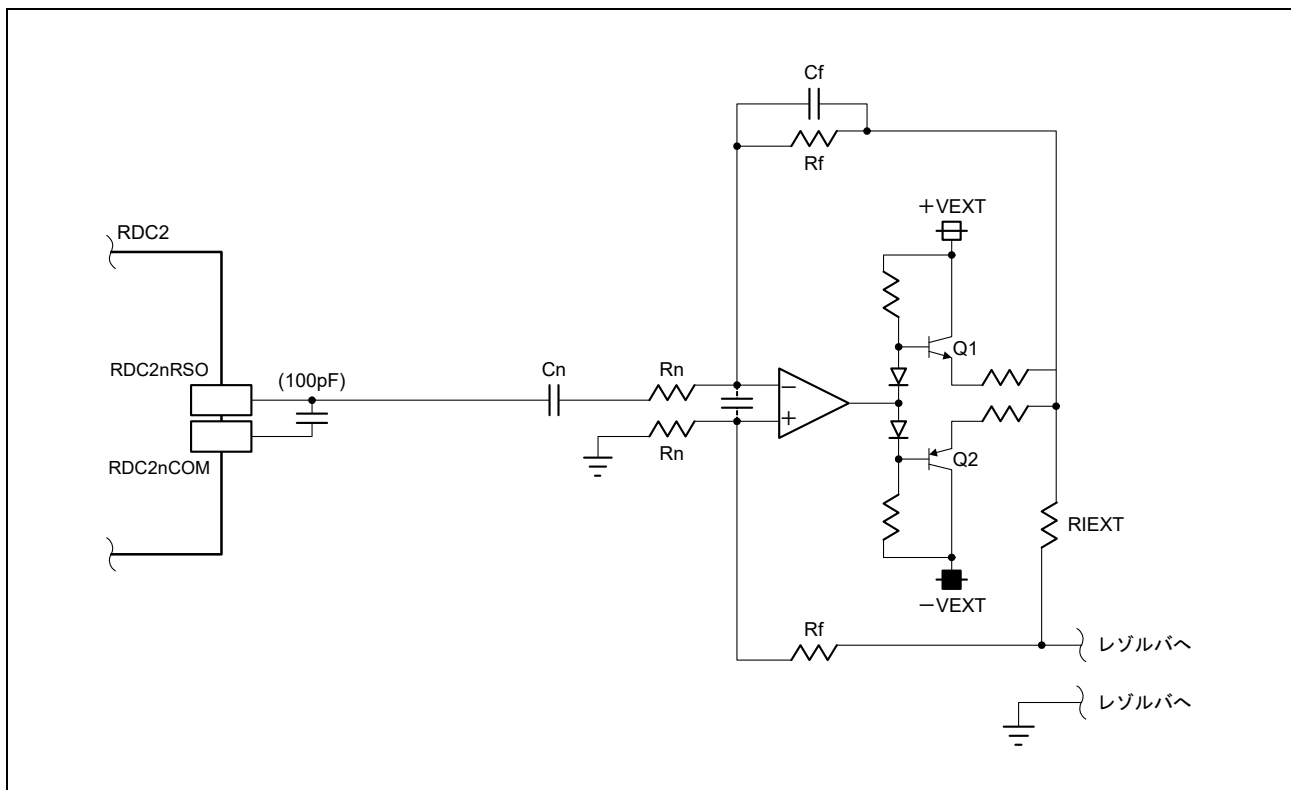 Cf
Rf
+VEXT
RDC2
RDC2nRSO
(100pF)
Cn
Rn
Q1
−
+
RDC2nCOM
Rn
Q2
RIEXT
−VEXT
Rf
レゾルバへ
レゾルバへ